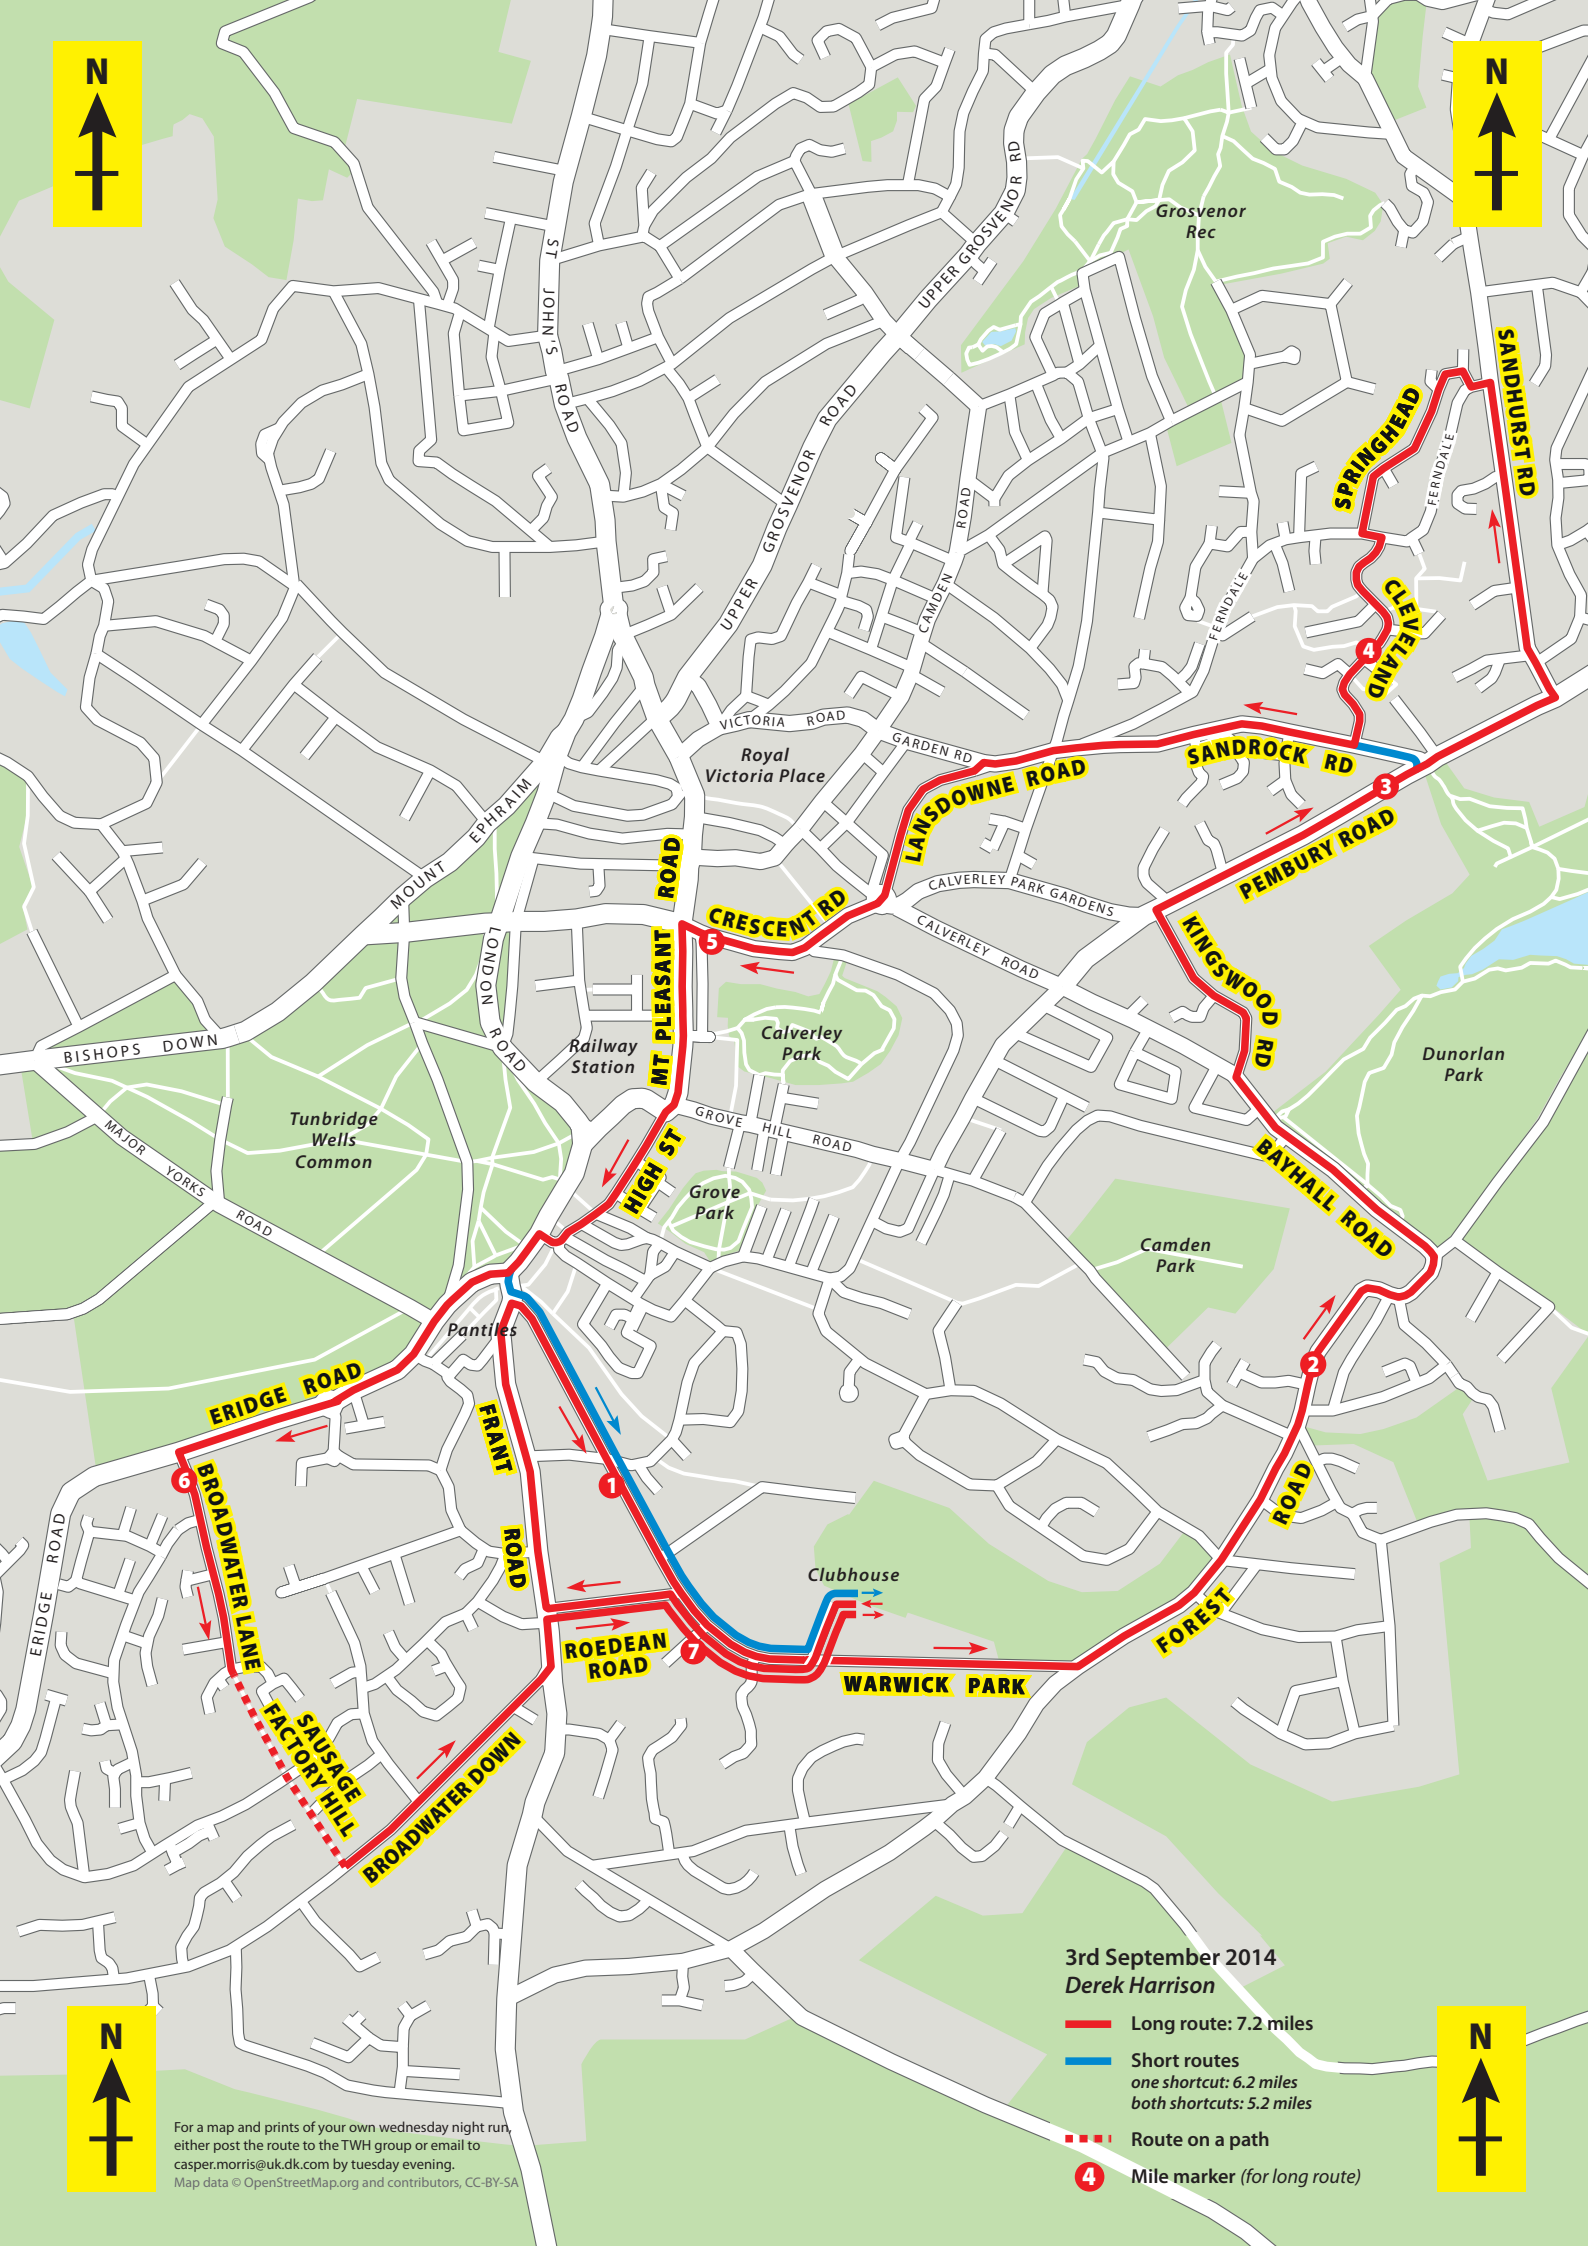 N
N
Grosvenor
Rec
UPPER GROSVENOR RD
ST JOHN'S ROAD
SANDHURST RD
SPRINGHEAD
FERNDALE
UPPER GROSVENOR ROAD
CAMDEN ROAD
FERNDALE
CLEVELAND
4
VICTORIA ROAD
GARDEN RD
Royal
Victoria Place
SANDROCK RD
LANSDOWNE ROAD
3
PEMBURY ROAD
MOUNT EPHRAIM
MT PLEASANT ROAD
CRESCENT RD
5
CALVERLEY PARK GARDENS
CALVERLEY ROAD
KINGSWOOD RD
LONDON ROAD
BISHOPS DOWN
Railway
Station
Calverley
Park
Dunorlan
Park
Tunbridge
Wells
Common
MAJOR YORKS ROAD
GROVE HILL ROAD
HIGH ST
Grove
Park
BAYHALL ROAD
Camden
Park
Pantiles
ERIDGE ROAD
2
FRANT ROAD
6
BROADWATER LANE
1
ROAD
FOREST
ERIDGE ROAD
Clubhouse
ROEDEAN
ROAD
7
WARWICK PARK
SAUSAGE
FACTORY HILL
BROADWATER DOWN
3rd September 2014
Derek Harrison
Long route: 7.2 miles
Short routes
one shortcut: 6.2 miles
both shortcuts: 5.2 miles
Route on a path
4 Mile marker (for long route)
N
N
For a map and prints of your own wednesday night run,
either post the route to the TWH group or email to
casper.morris@uk.dk.com by tuesday evening.
Map data © OpenStreetMap.org and contributors, CC-BY-SA